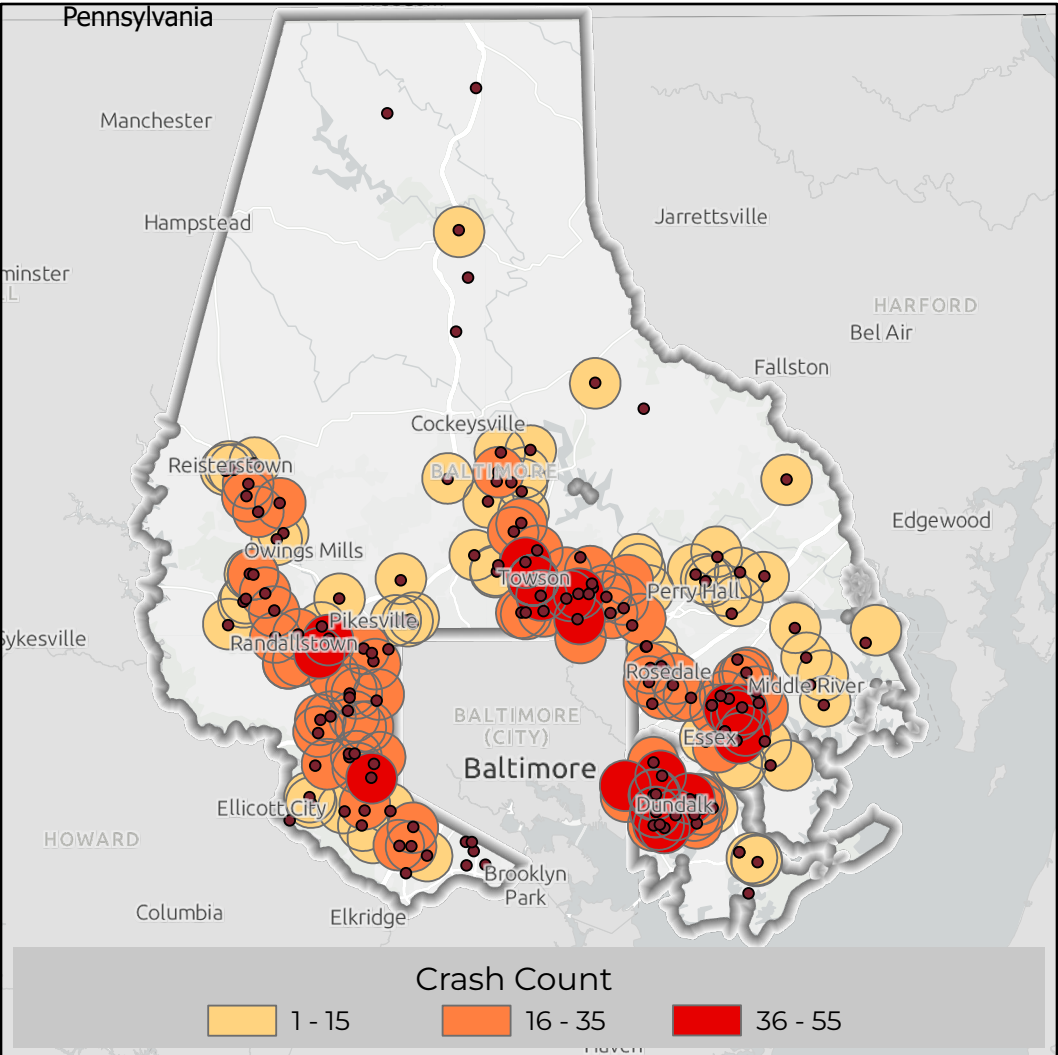 Pennsylvania
Manchester
Hampstead
Jarrettsville
minster
HARFORD
Bel Air
Fallston
Cockeysville
Reisterstown
BALTIMORE
Edgewood
Owings Mills
Towson
Perry Hall
Pikesville
Sykesville
Randallstown
Rosedale
Middle River
BALTIMORE
(CITY)
Essex
Baltimore
Ellicott City
Dundalk
HOWARD
Brooklyn
Park
Columbia
Elkridge
Crash Count
1 - 15
16 - 35
36 - 55